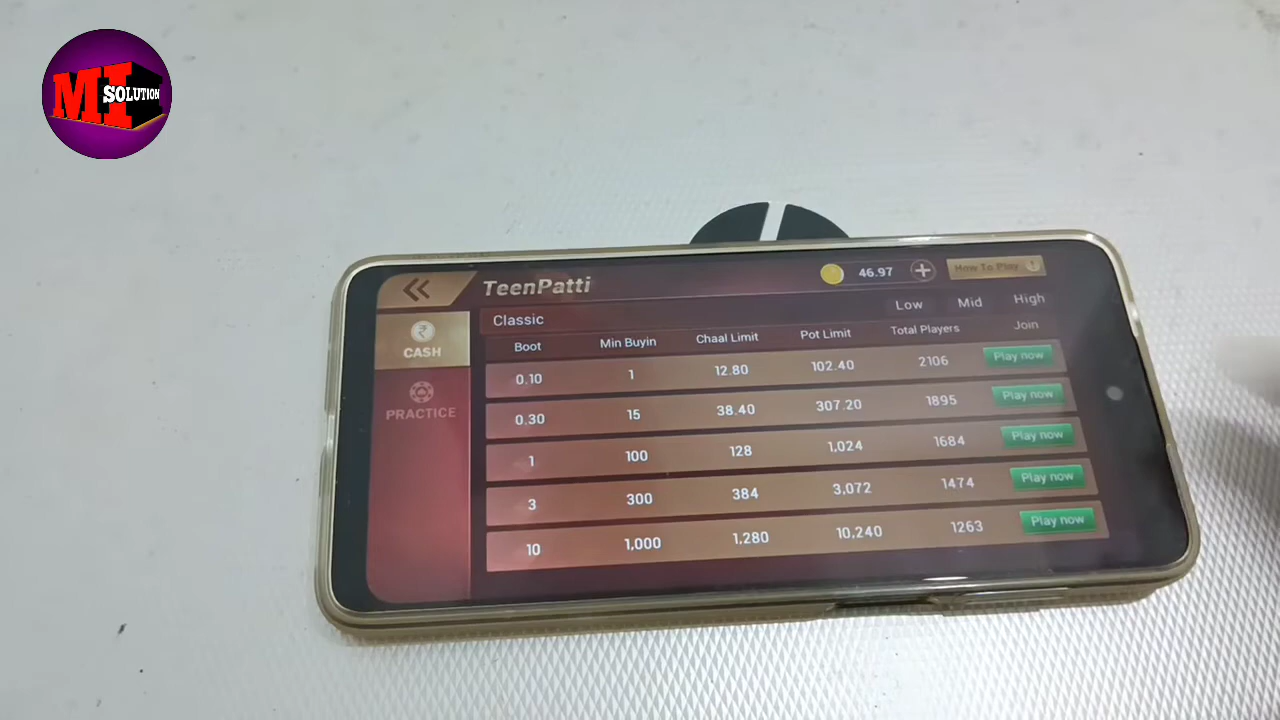 MI SOLUTION
TeenPatti
46.97
How To Play
CASH
PRACTICE
Classic
Low Mid High
Boot Min Buyin Chaal Limit Pot Limit Total Players Join
0.10 1 12.80 102.40 2106 Play now
0.30 15 38.40 307.20 1895 Play now
1 100 128 1,024 1684 Play now
3 300 384 3,072 1474 Play now
10 1,000 1,280 10,240 1263 Play now